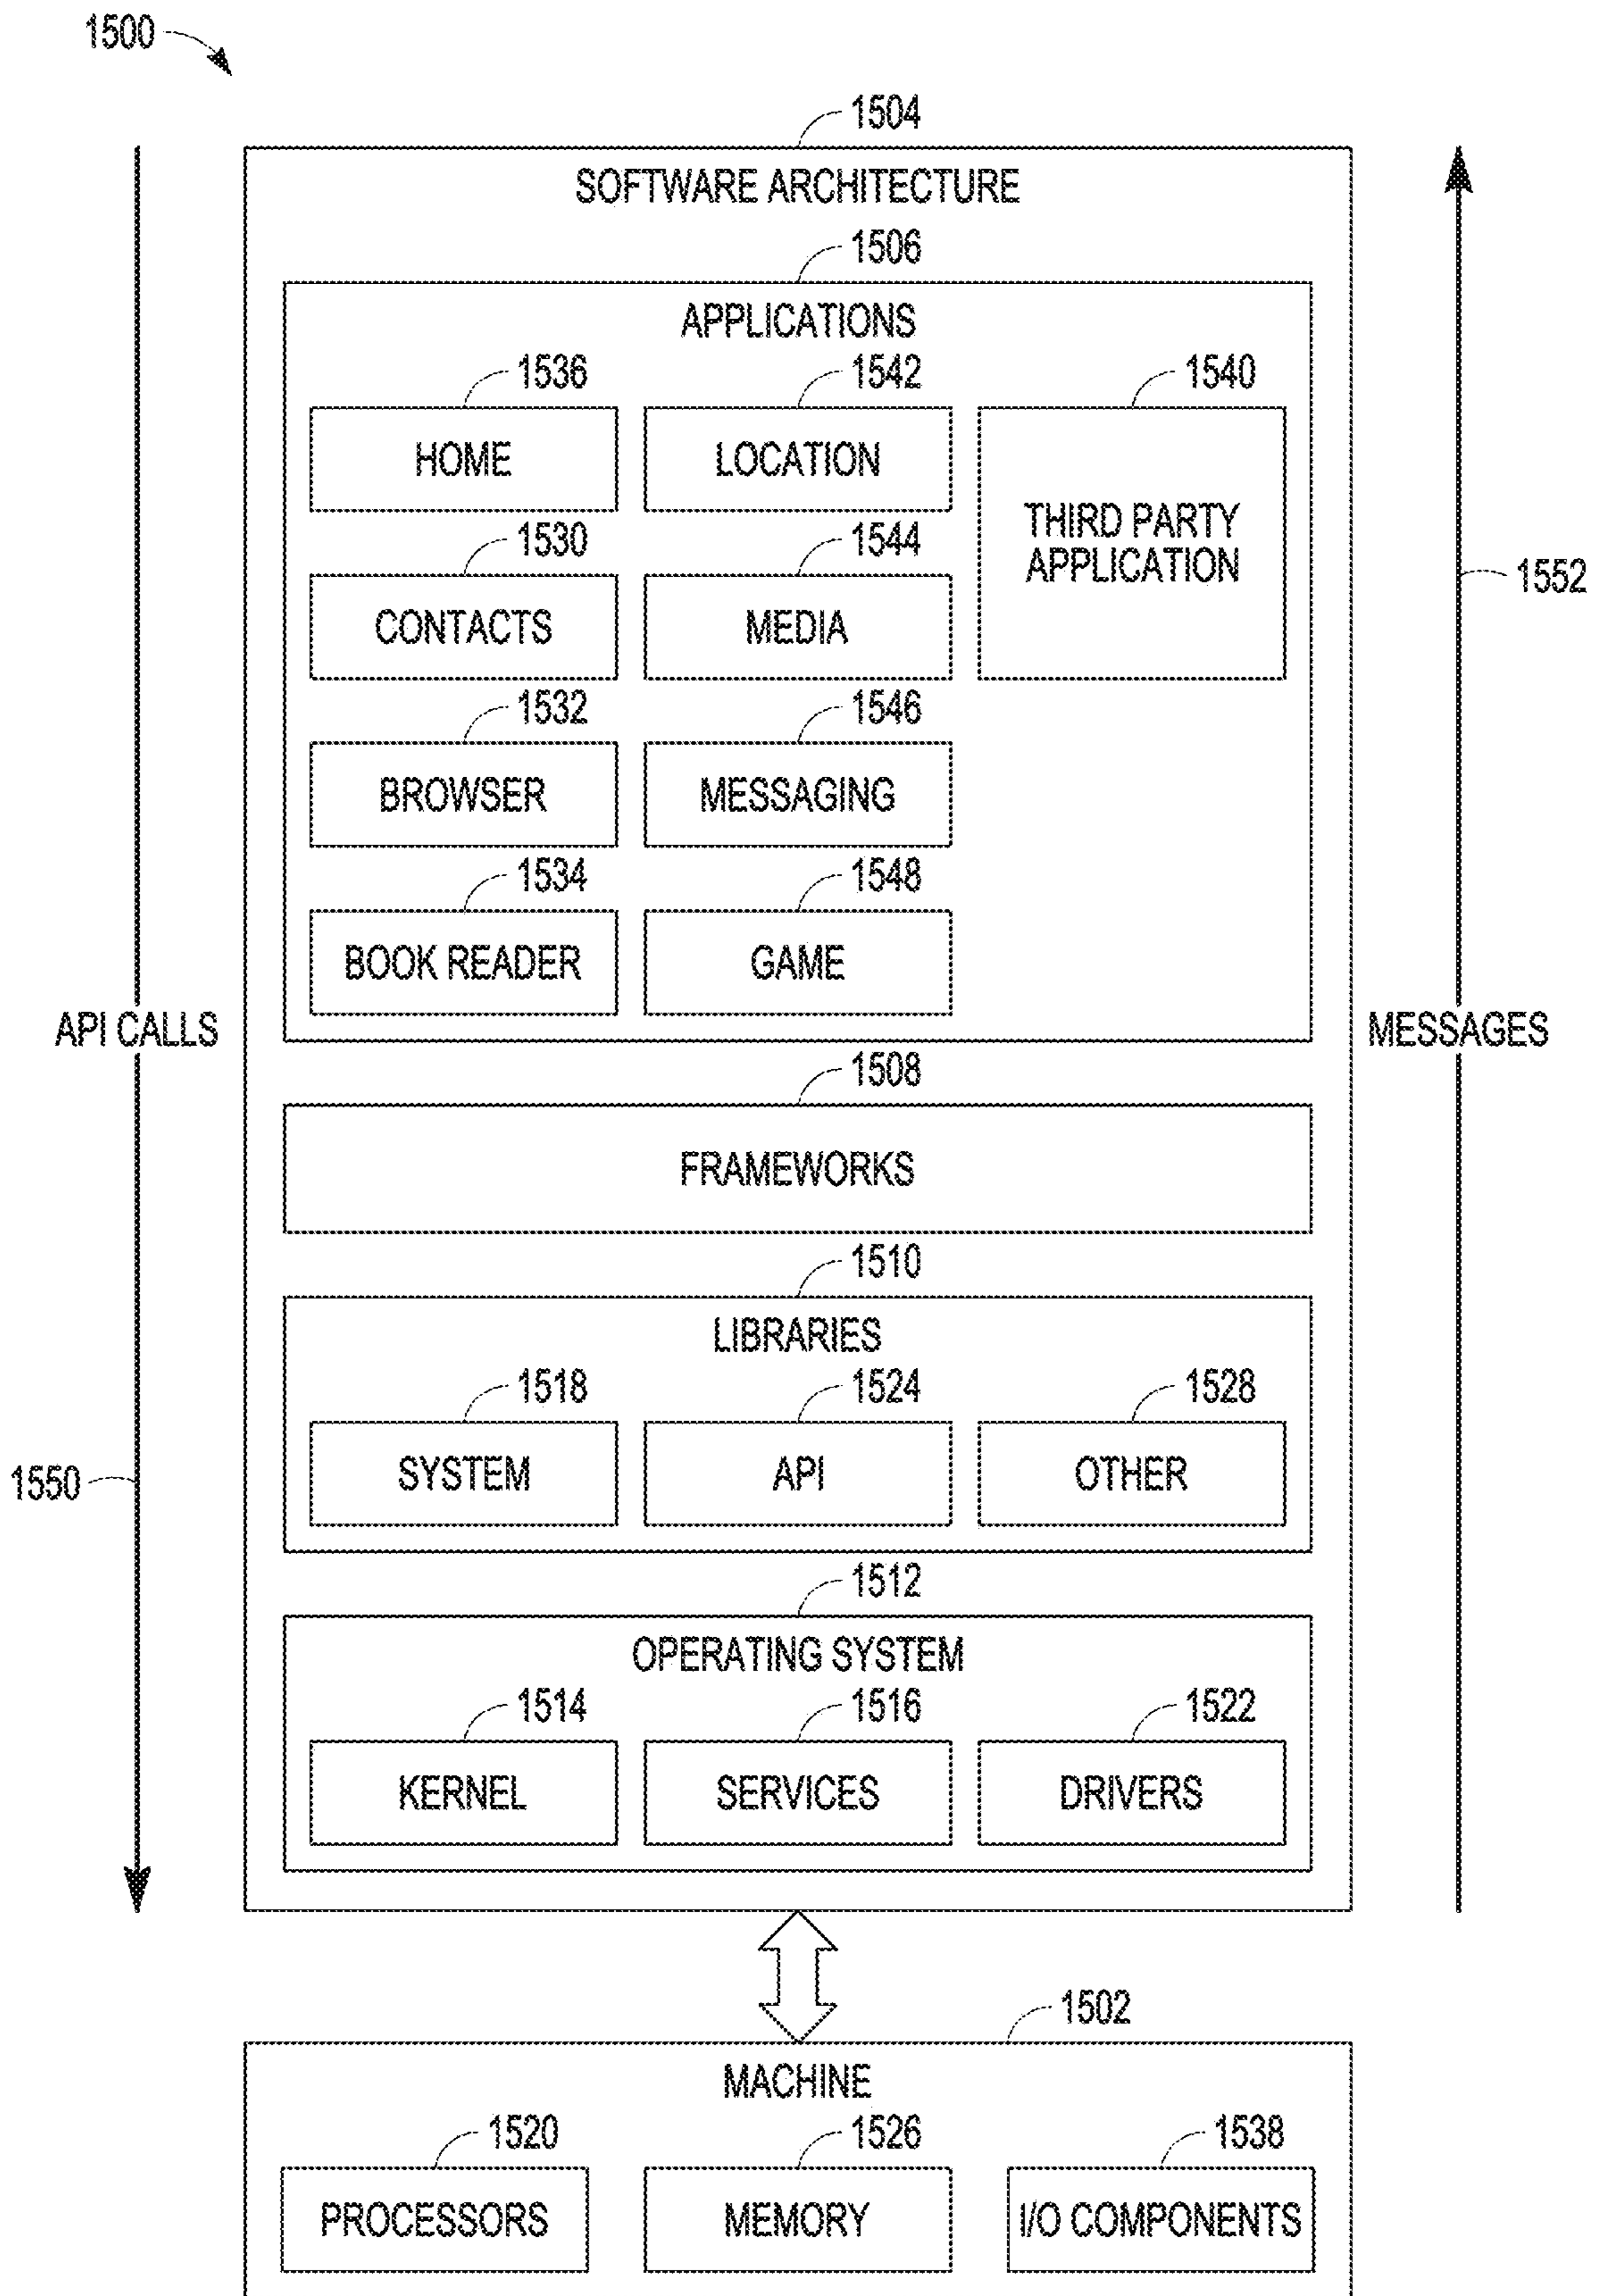 1500
1504
SOFTWARE ARCHITECTURE
1506
APPLICATIONS
1536 1542 1540
HOME LOCATION
THIRD PARTY
APPLICATION
1530 1544
CONTACTS MEDIA
1552
1532 1546
BROWSER MESSAGING
1534 1548
BOOK READER GAME
API CALLS MESSAGES
1508
FRAMEWORKS
1510
LIBRARIES
1518 1524 1528
SYSTEM API OTHER
1550
1512
OPERATING SYSTEM
1514 1516 1522
KERNEL SERVICES DRIVERS
1502
MACHINE
1520 1526 1538
PROCESSORS MEMORY I/O COMPONENTS